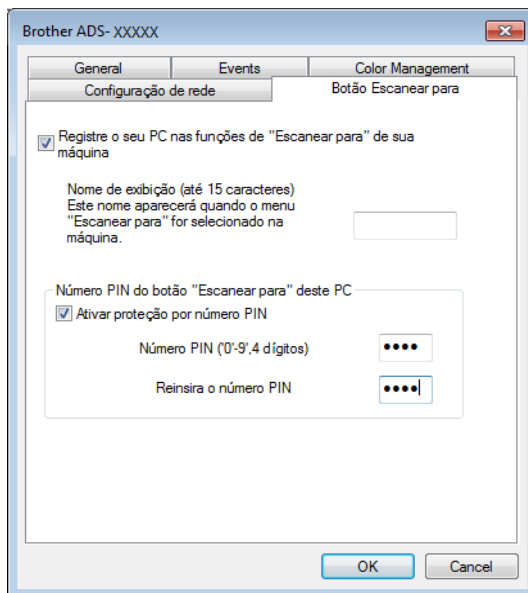 Brother ADS- XXXXX
General Events Color Management
Configuração de rede Botão Escanear para
Registre o seu PC nas funções de "Escanear para" de sua
máquina
Nome de exibição (até 15 caracteres)
Este nome aparecerá quando o menu
"Escanear para" for selecionado na
máquina.
Número PIN do botão "Escanear para" deste PC
Ativar proteção por número PIN
Número PIN ('0'-9',4 dígitos) ••••
Reinsira o número PIN ••••
OK Cancel